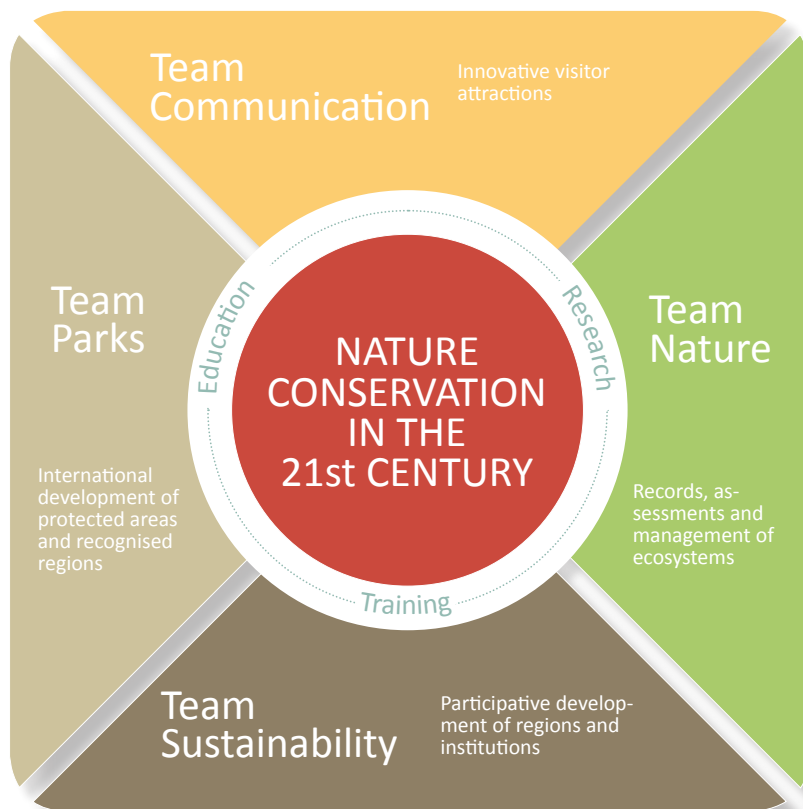 Team
Communication
Innovative visitor
attractions
Team
Parks
International
development of
protected areas
and recognised
regions
Education
Research
Training
NATURE
CONSERVATION
IN THE
21st CENTURY
Team
Nature
Records, as-
sessments and
management of
ecosystems
Team
Sustainability
Participative develop-
ment of regions and
institutions